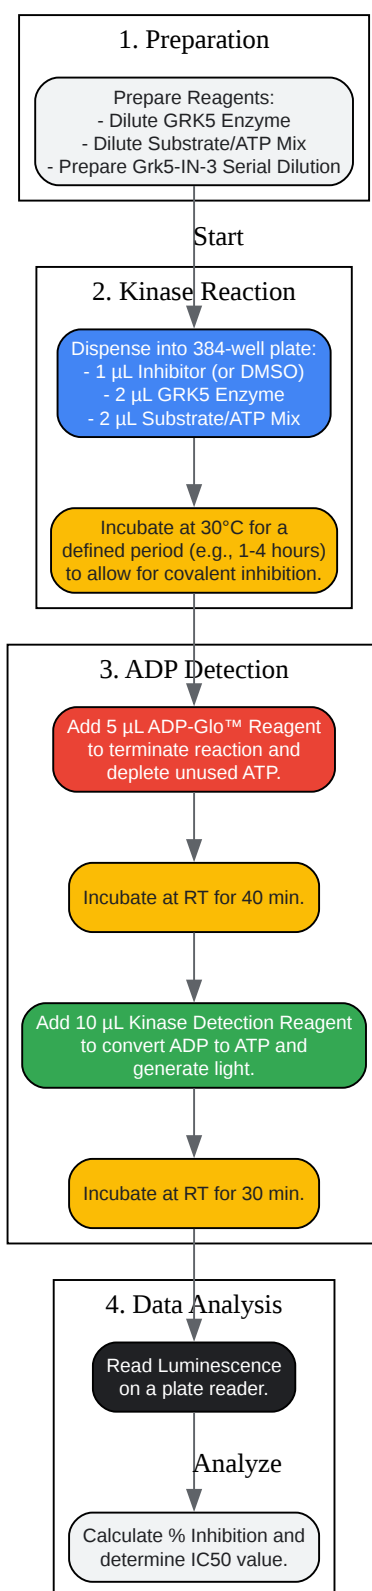 1. Preparation
Prepare Reagents:
- Dilute GRK5 Enzyme
- Dilute Substrate/ATP Mix
- Prepare Grk5-IN-3 Serial Dilution
Start
2. Kinase Reaction
Dispense into 384-well plate:
- 1 µL Inhibitor (or DMSO)
- 2 µL GRK5 Enzyme
- 2 µL Substrate/ATP Mix
Incubate at 30°C for a
defined period (e.g., 1-4 hours)
to allow for covalent inhibition.
3. ADP Detection
Add 5 µL ADP-Glo™ Reagent
to terminate reaction and
deplete unused ATP.
Incubate at RT for 40 min.
Add 10 µL Kinase Detection Reagent
to convert ADP to ATP and
generate light.
Incubate at RT for 30 min.
4. Data Analysis
Read Luminescence
on a plate reader.
Analyze
Calculate % Inhibition and
determine IC50 value.